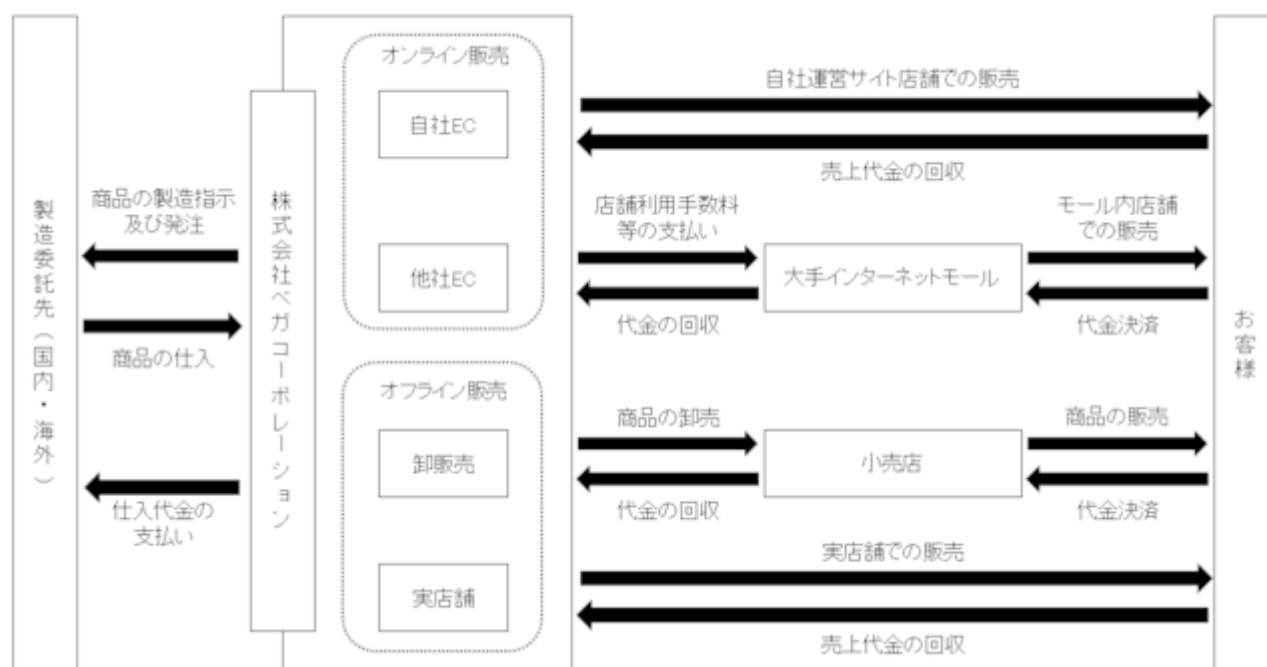 製造委託先（国内・海外）
商品の製造指示
及び発注
商品の仕入
仕入代金の
支払い
株式会社ベガコーポレーション
オンライン販売
自社EC
他社EC
オフライン販売
卸販売
実店舗
自社運営サイト店舗での販売
売上代金の回収
店舗利用手数料
等の支払い
代金の回収
大手インターネットモール
モール内店舗
での販売
代金決済
商品の卸売
代金の回収
小売店
商品の販売
代金決済
実店舗での販売
売上代金の回収
お客様